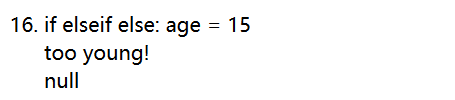 16. if elseif else: age = 15
too young!
null